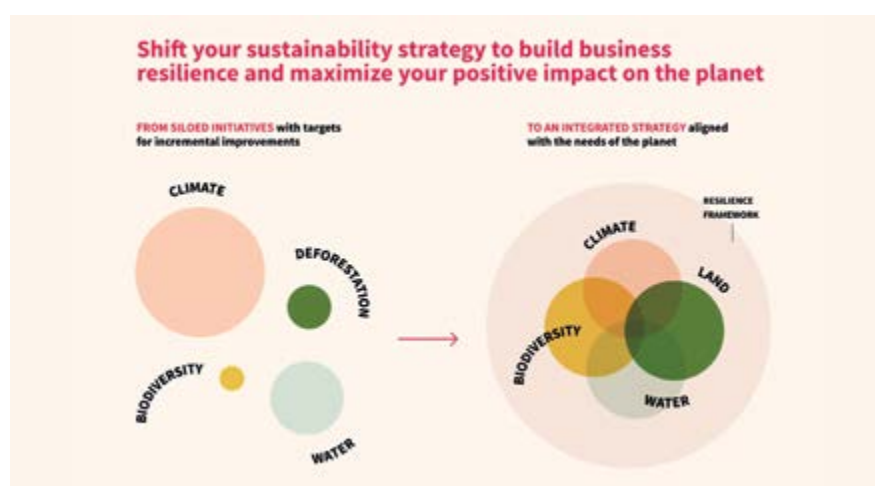 Shift your sustainability strategy to build business
resilience and maximize your positive impact on the planet
FROM SILOED INITIATIVES with targets
for incremental improvements
CLIMATE
DEFORESTATION
BIODIVERSITY
WATER
TO AN INTEGRATED STRATEGY aligned
with the needs of the planet
RESILIENCE
FRAMEWORK
CLIMATE
LAND
BIODIVERSITY
WATER